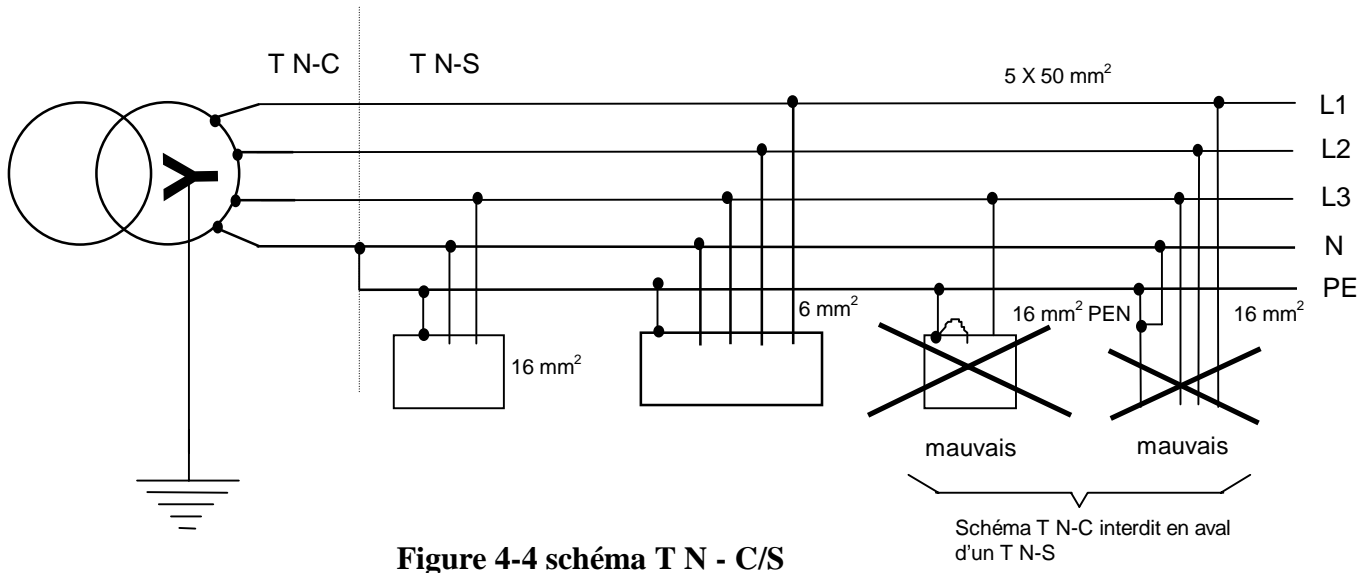 T N-C
T N-S
5 X 50 mm²
L1
L2
L3
N
PE
Y
6 mm²
16 mm² PEN
16 mm²
16 mm²
mauvais
mauvais
Schéma T N-C interdit en aval
d'un T N-S
Figure 4-4 schéma T N - C/S